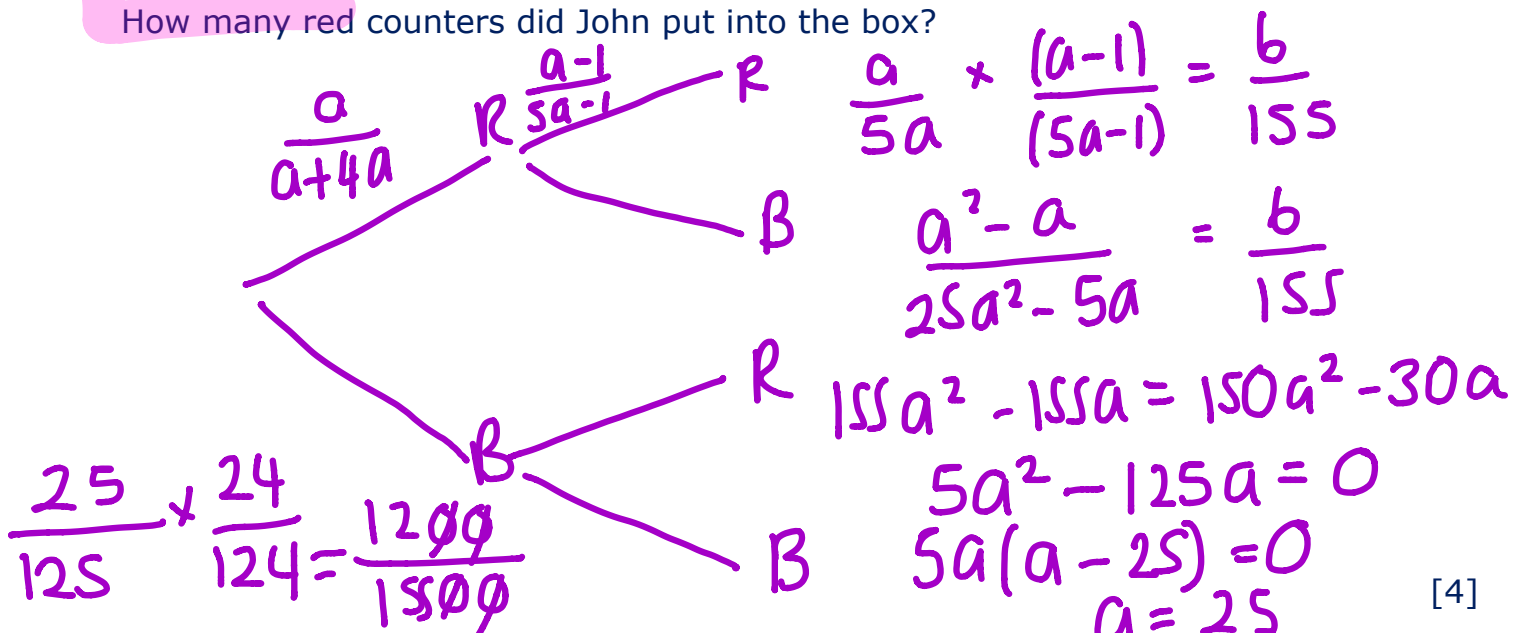 How many red counters did John put into the box?
a/(a+4a)
R
(a-1)/(5a-1)
R
B
B
R
B
a/5a × (a-1)/(5a-1) = 6/155
(a² - a)/(25a² - 5a) = 6/155
155a² - 155a = 150a² - 30a
5a² - 125a = 0
5a(a - 25) = 0
a = 25
25/125 × 24/124 = 1200/15500
[4]